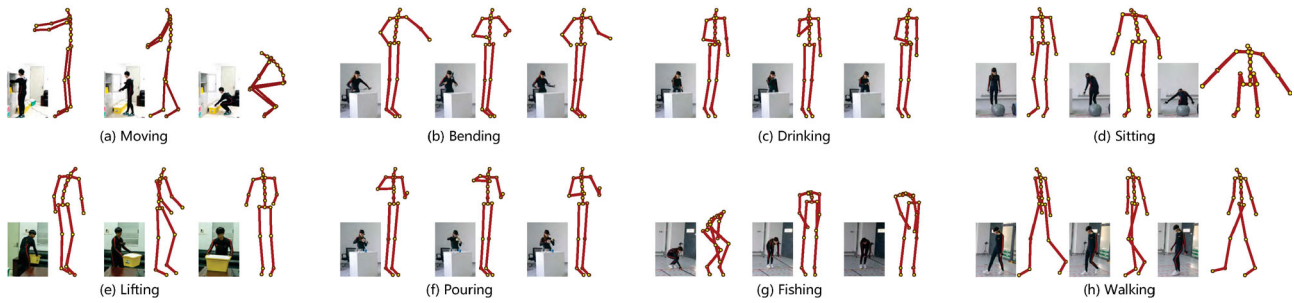 (a) Moving
(b) Bending
(c) Drinking
(d) Sitting
(e) Lifting
(f) Pouring
(g) Fishing
(h) Walking